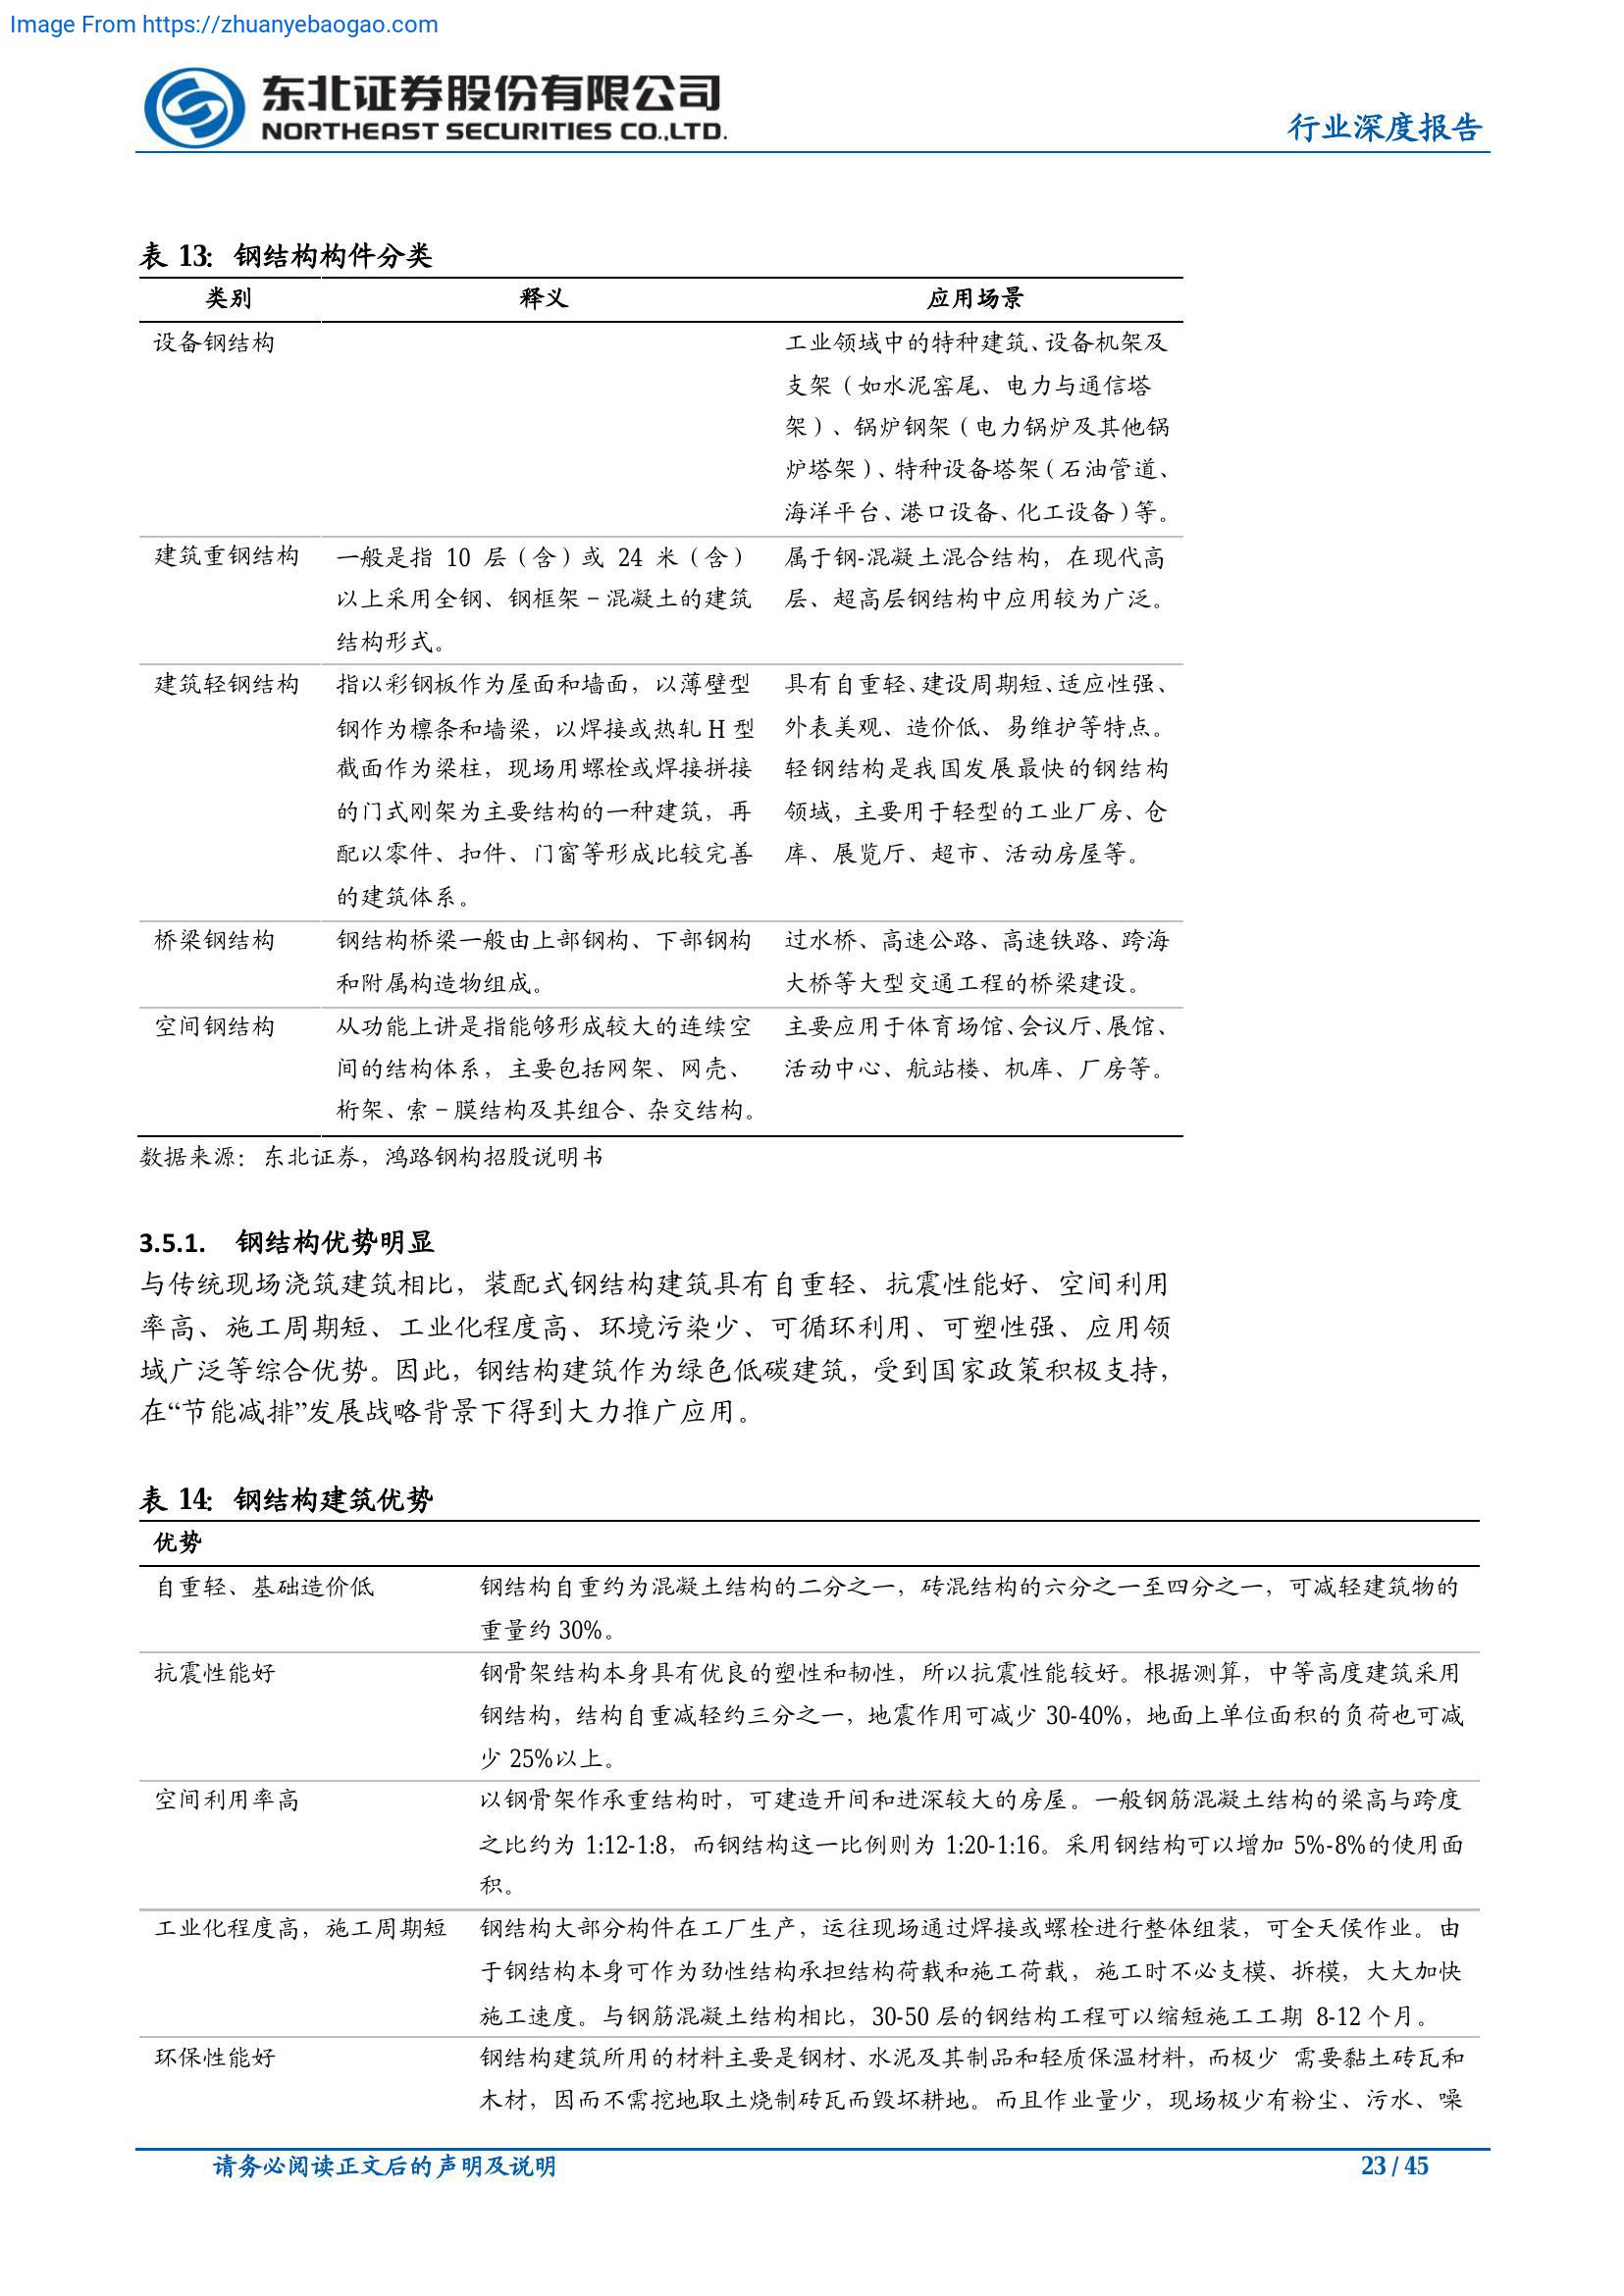 Image From https://zhuanyebaogao.com
东北证券股份有限公司
NORTHEAST SECURITIES CO.,LTD.
行业深度报告
表 13：钢结构构件分类
类别 释义 应用场景
设备钢结构 工业领域中的特种建筑、设备机架及
支架（如水泥窑尾、电力与通信塔
架）、锅炉钢架（电力锅炉及其他锅
炉塔架）、特种设备塔架（石油管道、
海洋平台、港口设备、化工设备）等。
建筑重钢结构 一般是指 10 层（含）或 24 米（含） 属于钢-混凝土混合结构，在现代高
以上采用全钢、钢框架－混凝土的建筑 层、超高层钢结构中应用较为广泛。
结构形式。
建筑轻钢结构 指以彩钢板作为屋面和墙面，以薄壁型 具有自重轻、建设周期短、适应性强、
钢作为檩条和墙梁，以焊接或热轧 H 型 外表美观、造价低、易维护等特点。
截面作为梁柱，现场用螺栓或焊接拼接 轻钢结构是我国发展最快的钢结构
的门式刚架为主要结构的一种建筑，再 领域，主要用于轻型的工业厂房、仓
配以零件、扣件、门窗等形成比较完善 库、展览厅、超市、活动房屋等。
的建筑体系。
桥梁钢结构 钢结构桥梁一般由上部钢构、下部钢构 过水桥、高速公路、高速铁路、跨海
和附属构造物组成。 大桥等大型交通工程的桥梁建设。
空间钢结构 从功能上讲是指能够形成较大的连续空 主要应用于体育场馆、会议厅、展馆、
间的结构体系，主要包括网架、网壳、 活动中心、航站楼、机库、厂房等。
桁架、索－膜结构及其组合、杂交结构。
数据来源：东北证券，鸿路钢构招股说明书
3.5.1. 钢结构优势明显
与传统现场浇筑建筑相比，装配式钢结构建筑具有自重轻、抗震性能好、空间利用
率高、施工周期短、工业化程度高、环境污染少、可循环利用、可塑性强、应用领
域广泛等综合优势。因此，钢结构建筑作为绿色低碳建筑，受到国家政策积极支持，
在“节能减排”发展战略背景下得到大力推广应用。
表 14：钢结构建筑优势
优势
自重轻、基础造价低 钢结构自重约为混凝土结构的二分之一，砖混结构的六分之一至四分之一，可减轻建筑物的
重量约 30%。
抗震性能好 钢骨架结构本身具有优良的塑性和韧性，所以抗震性能较好。根据测算，中等高度建筑采用
钢结构，结构自重减轻约三分之一，地震作用可减少 30-40%，地面上单位面积的负荷也可减
少 25%以上。
空间利用率高 以钢骨架作承重结构时，可建造开间和进深较大的房屋。一般钢筋混凝土结构的梁高与跨度
之比约为 1:12-1:8，而钢结构这一比例则为 1:20-1:16。采用钢结构可以增加 5%-8%的使用面
积。
工业化程度高，施工周期短 钢结构大部分构件在工厂生产，运往现场通过焊接或螺栓进行整体组装，可全天侯作业。由
于钢结构本身可作为劲性结构承担结构荷载和施工荷载，施工时不必支模、拆模，大大加快
施工速度。与钢筋混凝土结构相比，30-50 层的钢结构工程可以缩短施工工期 8-12 个月。
环保性能好 钢结构建筑所用的材料主要是钢材、水泥及其制品和轻质保温材料，而极少 需要黏土砖瓦和
木材，因而不需挖地取土烧制砖瓦而毁坏耕地。而且作业量少，现场极少有粉尘、污水、噪
请务必阅读正文后的声明及说明 23 / 45